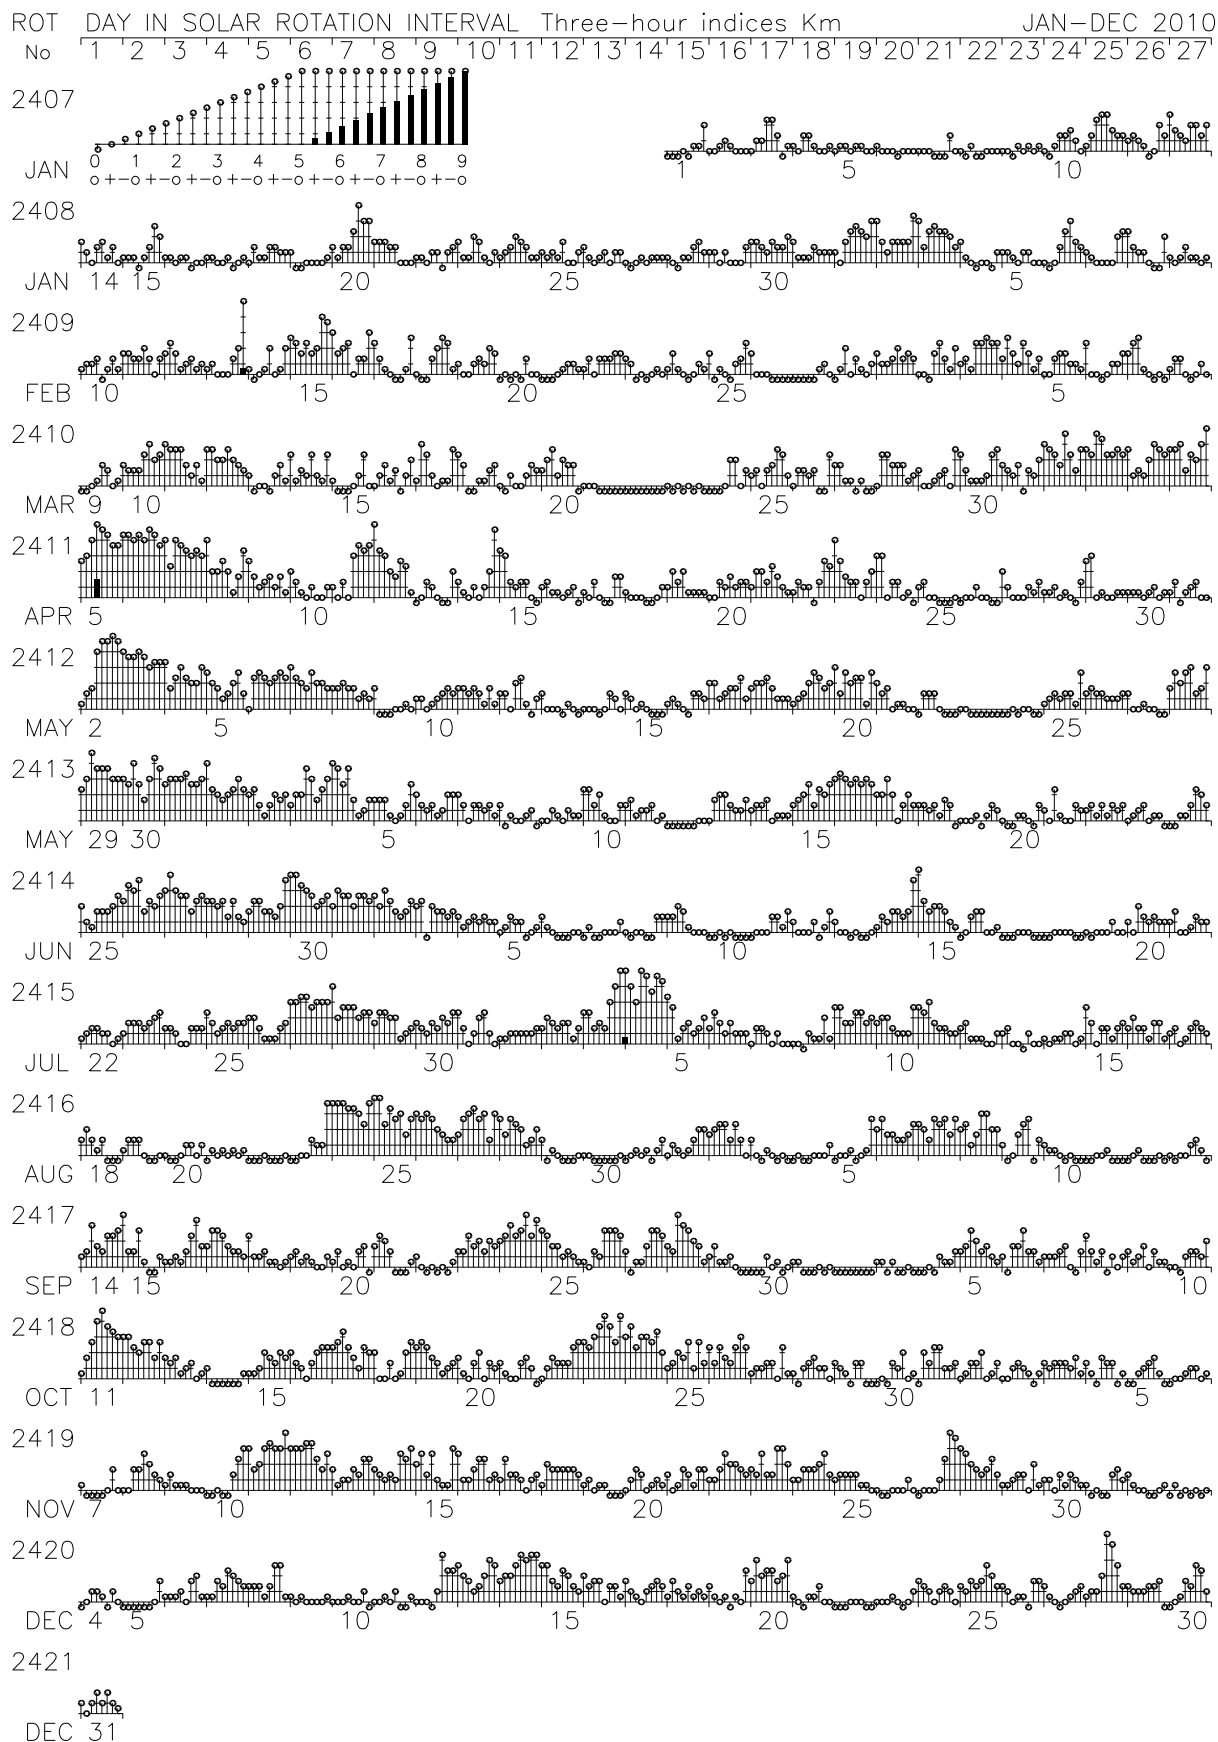 ROT DAY IN SOLAR ROTATION INTERVAL Three-hour indices Km JAN-DEC 2010
No 1 2 3 4 5 6 7 8 9 10 11 12 13 14 15 16 17 18 19 20 21 22 23 24 25 26 27
2407
0 1 2 3 4 5 6 7 8 9
o+-o+-o+-o+-o+-o+-o+-o+-o+-o
JAN 1 5 10
2408
JAN 14 15 20 25 30 5
2409
FEB 10 15 20 25 5
2410
MAR 9 10 15 20 25 30
2411
APR 5 10 15 20 25 30
2412
MAY 2 5 10 15 20 25
2413
MAY 29 30 5 10 15 20
2414
JUN 25 30 5 10 15 20
2415
JUL 22 25 30 5 10 15
2416
AUG 18 20 25 30 5 10
2417
SEP 14 15 20 25 30 5 10
2418
OCT 11 15 20 25 30 5
2419
NOV 7 10 15 20 25 30
2420
DEC 4 5 10 15 20 25 30
2421
DEC 31